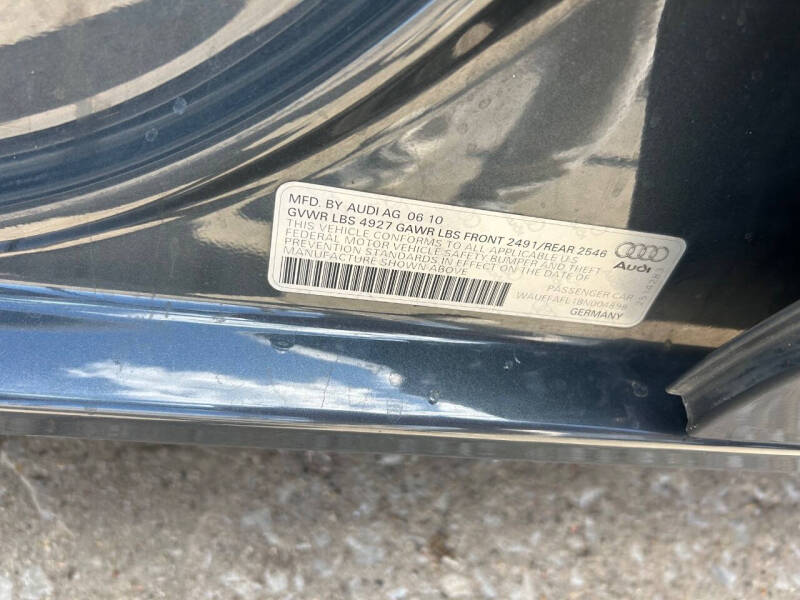 MFD. BY AUDI AG 06 10
GVWR LBS 4927 GAWR LBS FRONT 2491/REAR 2546
THIS VEHICLE CONFORMS TO ALL APPLICABLE U.S.
FEDERAL MOTOR VEHICLE SAFETY, BUMPER AND THEFT
PREVENTION STANDARDS IN EFFECT ON THE DATE OF
MANUFACTURE SHOWN ABOVE
Audi
PASSENGER CAR
GERMANY